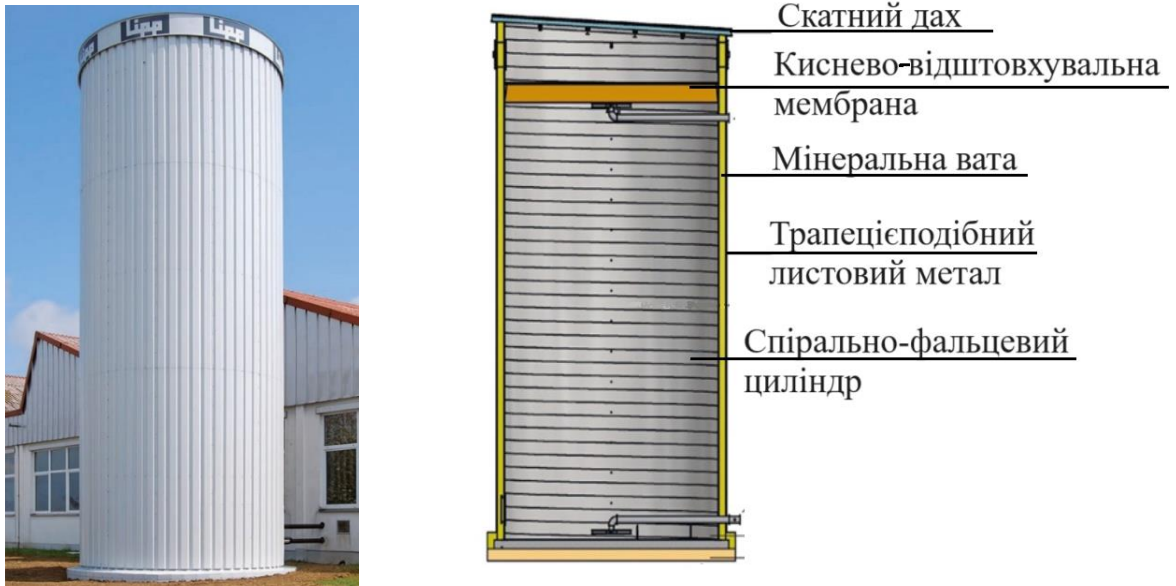 Lipp
Lipp
Скатний дах
Киснево-відштовхувальна
мембрана
Мінеральна вата
Трапецієподібний
листовий метал
Спірально-фальцевий
циліндр